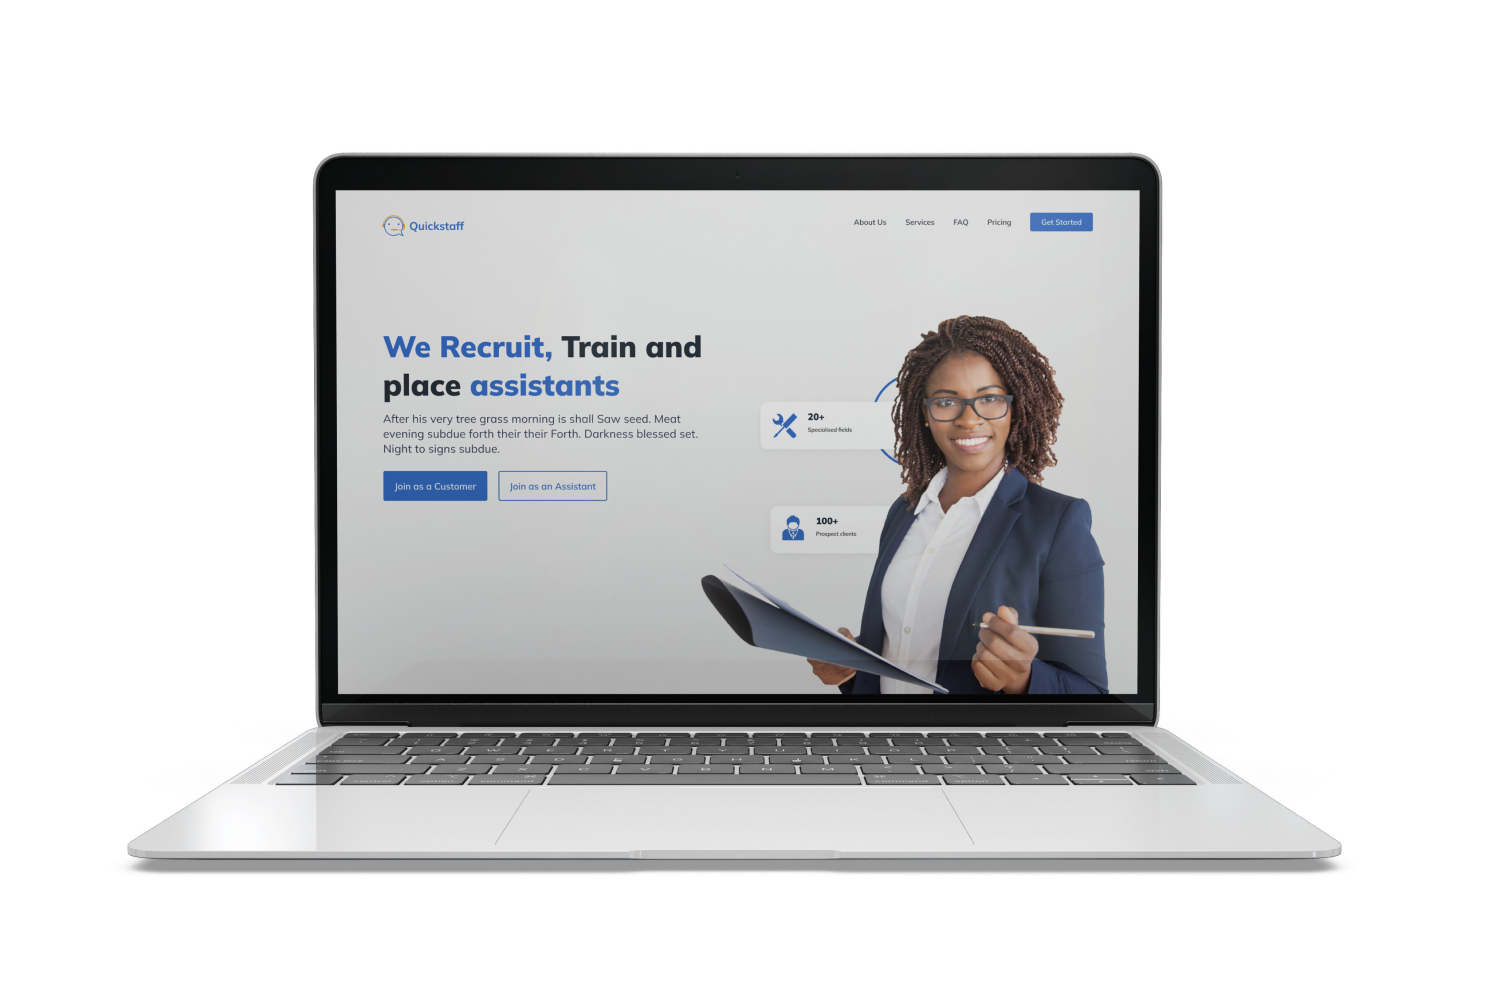 Quickstaff
About Us
Services
FAQ
Pricing
Get Started
We Recruit, Train and
place assistants
After his very tree grass morning is shall Saw seed. Meat
evening subdue forth their their Forth. Darkness blessed set.
Night to signs subdue.
Join as a Customer
Join as an Assistant
20+
Specialised fields
100+
Prospect clients